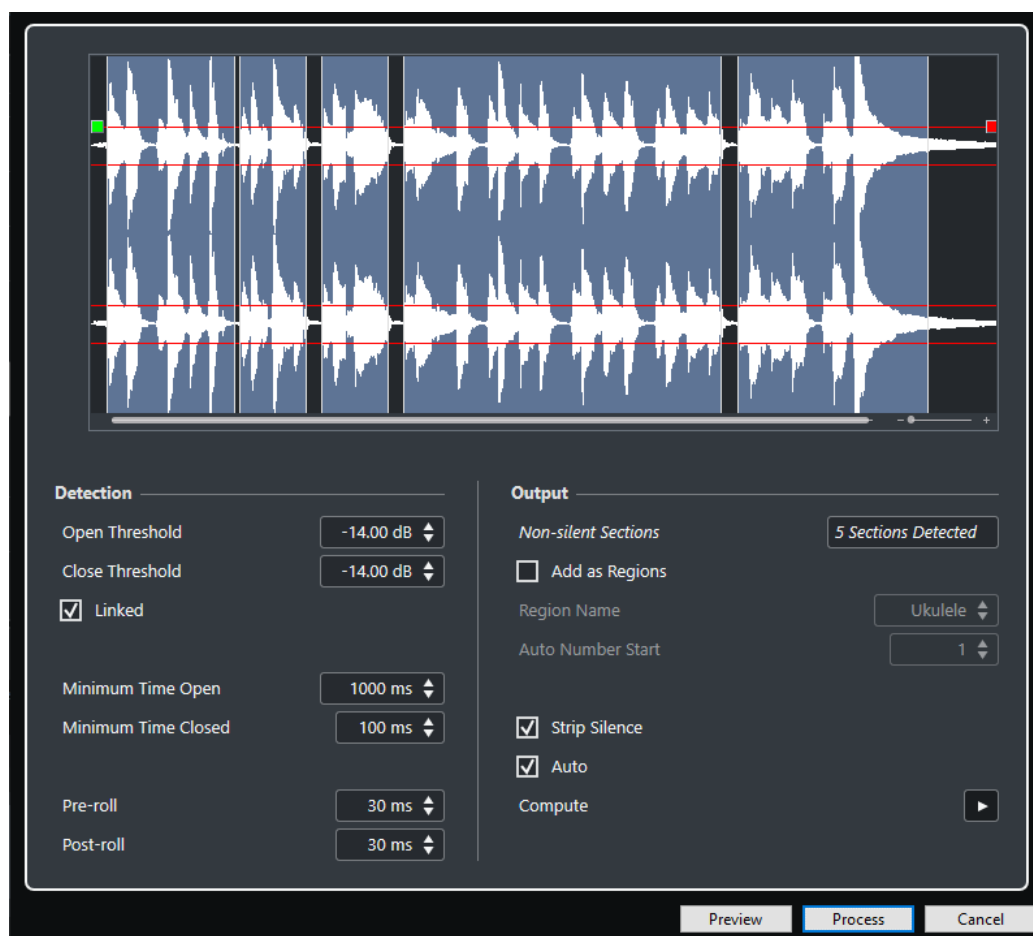 Detection
Open Threshold -14.00 dB
Close Threshold -14.00 dB
Linked
Minimum Time Open 1000 ms
Minimum Time Closed 100 ms
Pre-roll 30 ms
Post-roll 30 ms
Output
Non-silent Sections 5 Sections Detected
Add as Regions
Region Name Ukulele
Auto Number Start 1
Strip Silence
Auto
Compute
Preview Process Cancel